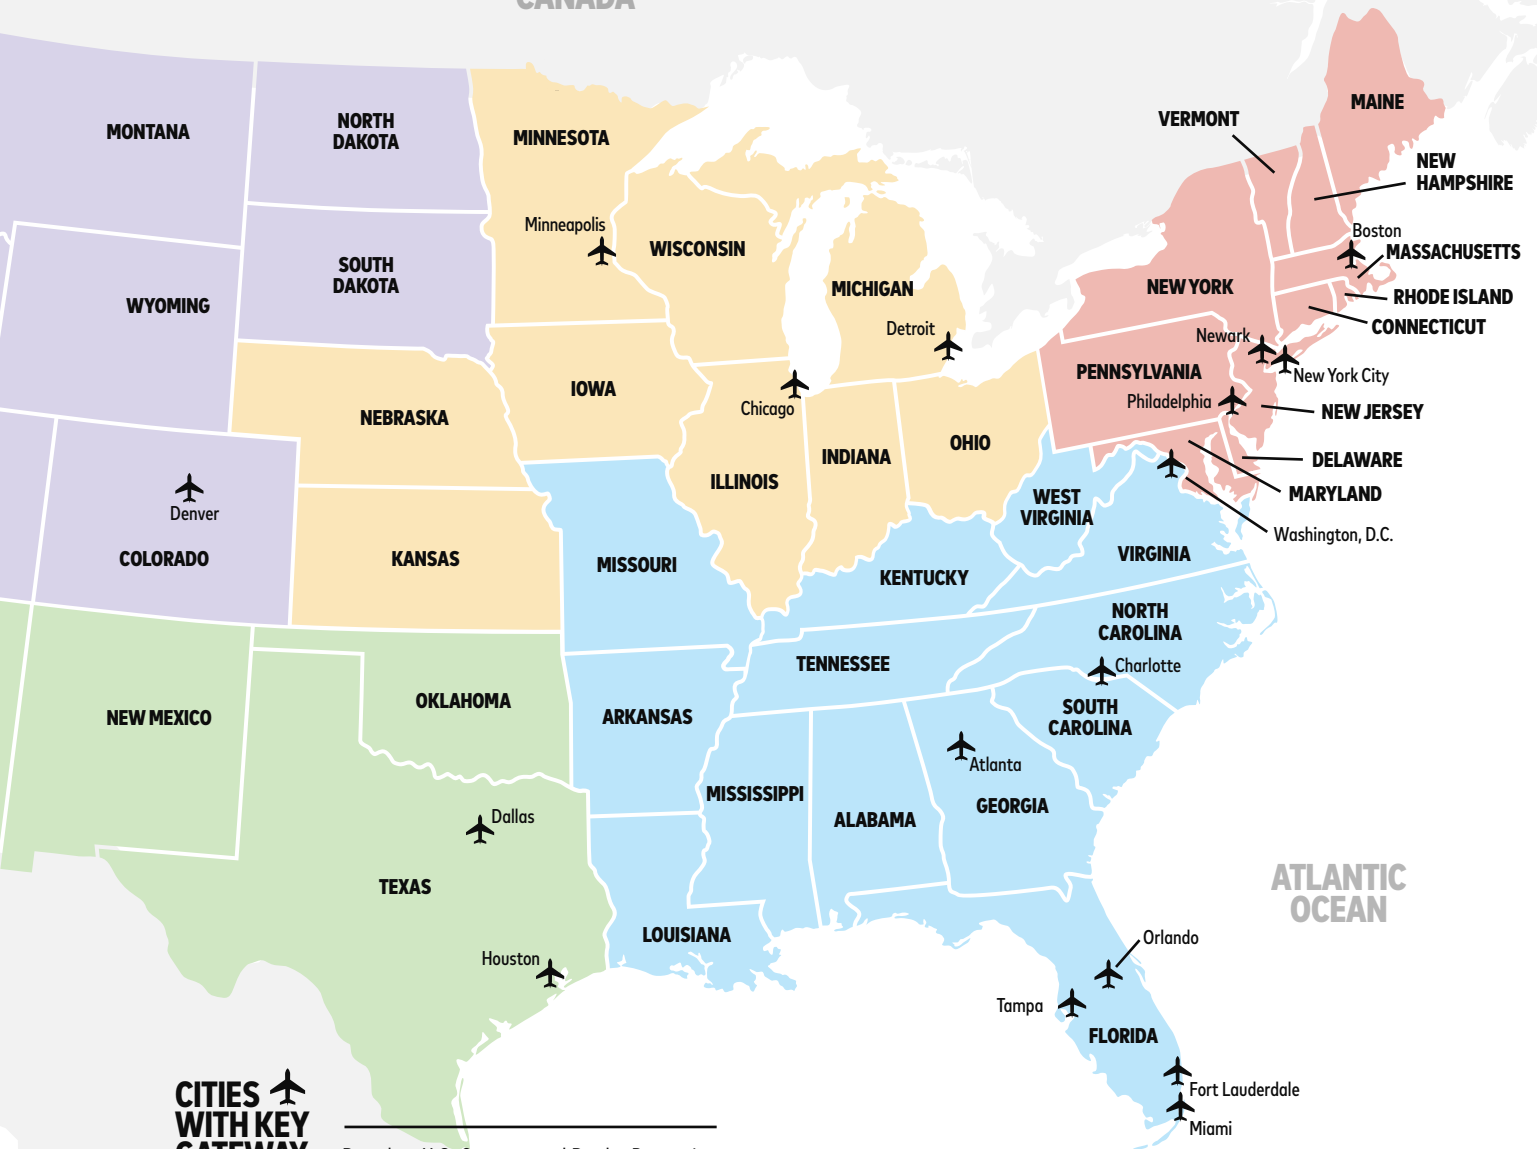 CANADA
MONTANA
NORTH
DAKOTA
MINNESOTA
MAINE
VERMONT
NEW
HAMPSHIRE
Minneapolis
WISCONSIN
Boston
MASSACHUSETTS
SOUTH
DAKOTA
WYOMING
MICHIGAN
NEW YORK
RHODE ISLAND
CONNECTICUT
Detroit
Newark
New York City
IOWA
PENNSYLVANIA
Philadelphia
NEW JERSEY
NEBRASKA
Chicago
OHIO
INDIANA
ILLINOIS
DELAWARE
MARYLAND
WEST
VIRGINIA
Washington, D.C.
Denver
COLORADO
KANSAS
MISSOURI
KENTUCKY
VIRGINIA
NORTH
CAROLINA
TENNESSEE
Charlotte
OKLAHOMA
NEW MEXICO
ARKANSAS
SOUTH
CAROLINA
Atlanta
GEORGIA
MISSISSIPPI
ALABAMA
Dallas
TEXAS
ATLANTIC
OCEAN
LOUISIANA
Orlando
Houston
Tampa
FLORIDA
Fort Lauderdale
Miami
CITIES
WITH KEY
GATEWAY